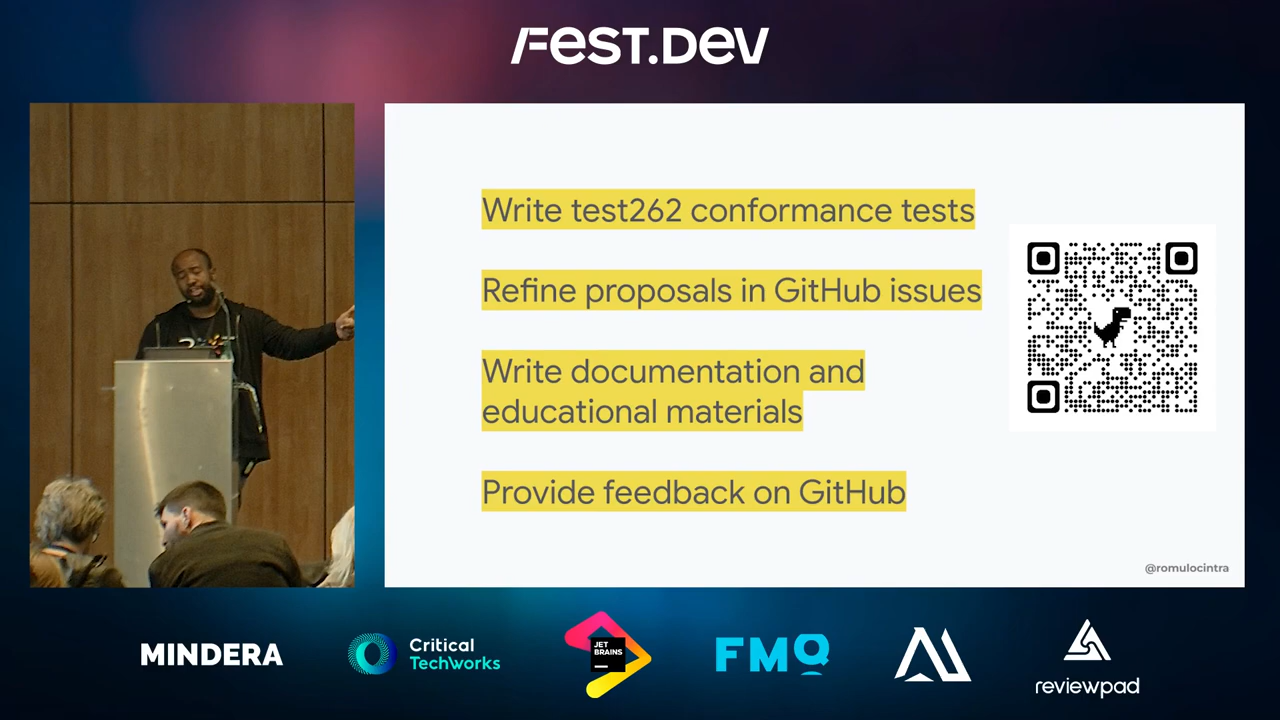 FEST.DEV
Write test262 conformance tests
Refine proposals in GitHub issues
Write documentation and
educational materials
Provide feedback on GitHub
@romulocintra
MINDERA
Critical
TechWorks
JET
BRAINS
FMQ
reviewpad